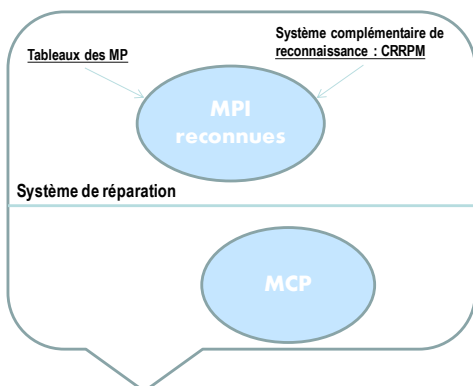 Système complémentaire de
reconnaissance : CRRPM
Tableaux des MP
MPI
reconnues
Système de réparation
MCP